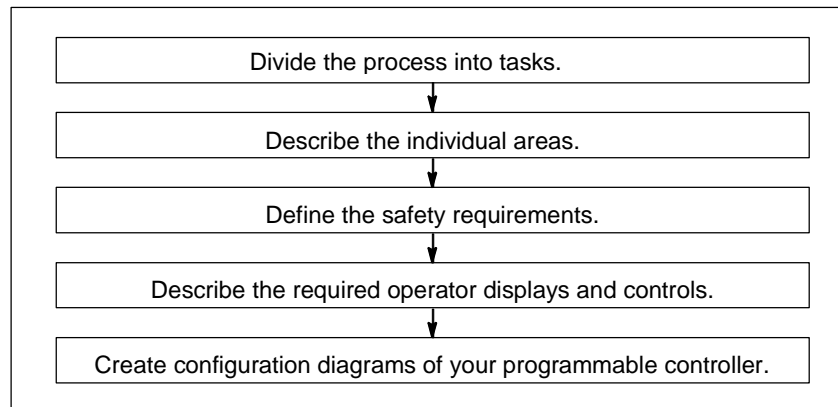 Divide the process into tasks.
Describe the individual areas.
Define the safety requirements.
Describe the required operator displays and controls.
Create configuration diagrams of your programmable controller.